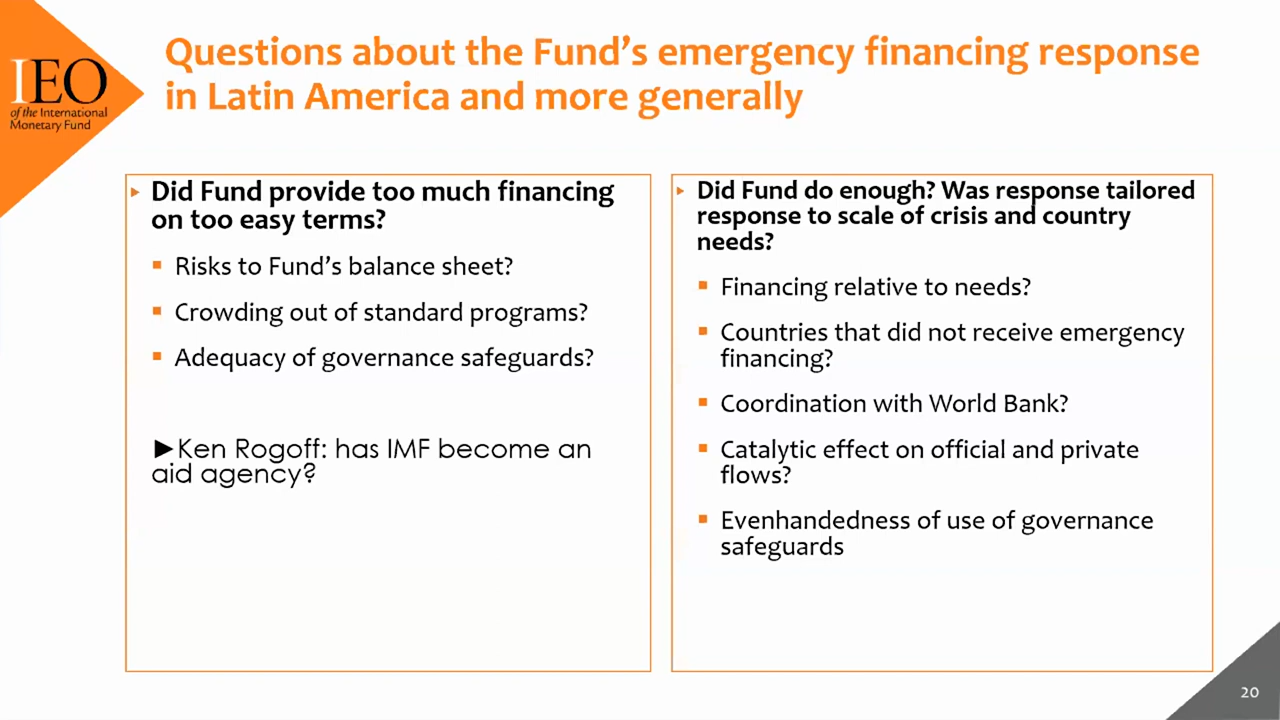 IEO
of the International
Monetary Fund
Questions about the Fund’s emergency financing response
in Latin America and more generally
▸ Did Fund provide too much financing
on too easy terms?
▪ Risks to Fund’s balance sheet?
▪ Crowding out of standard programs?
▪ Adequacy of governance safeguards?
►Ken Rogoff: has IMF become an
aid agency?
▸ Did Fund do enough? Was response tailored
response to scale of crisis and country
needs?
▪ Financing relative to needs?
▪ Countries that did not receive emergency
financing?
▪ Coordination with World Bank?
▪ Catalytic effect on official and private
flows?
▪ Evenhandedness of use of governance
safeguards
20